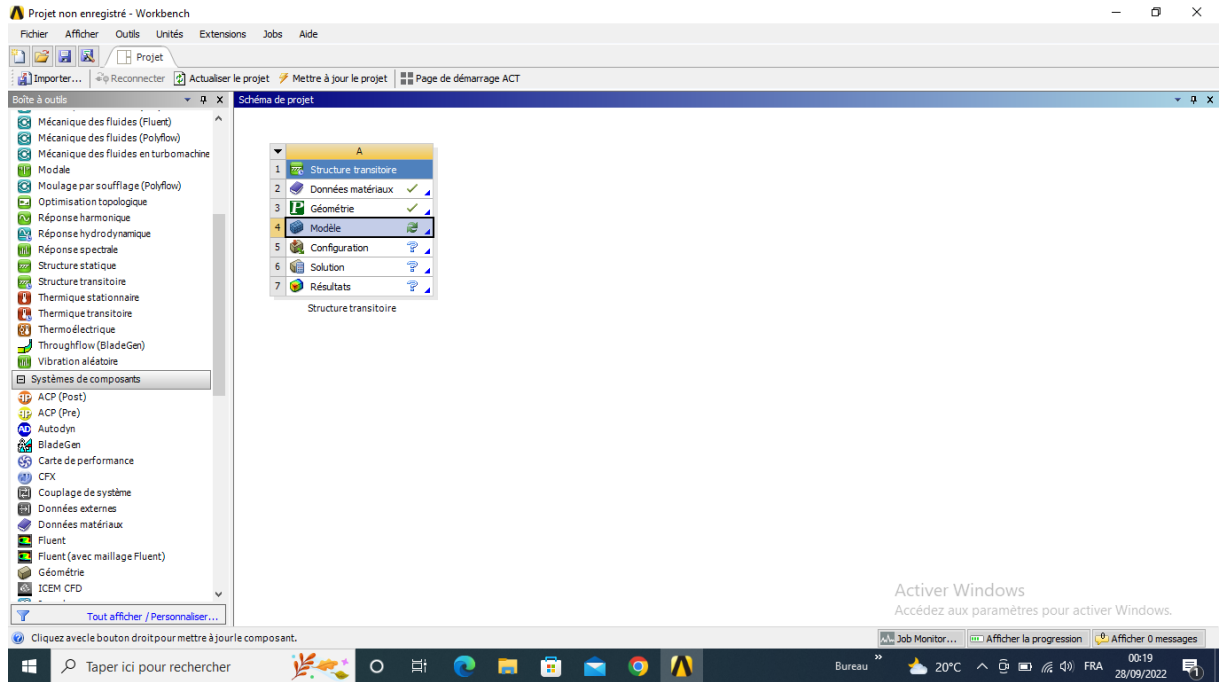 Projet non enregistré - Workbench
Fichier Afficher Outils Unités Extensions Jobs Aide
Projet
Importer... Reconnecter Actualiser le projet Mettre à jour le projet Page de démarrage ACT
Boîte à outils
Schéma de projet
Mécanique des fluides (Fluent)
Mécanique des fluides (Polyflow)
Mécanique des fluides en turbomachine
Modale
Moulage par soufflage (Polyflow)
Optimisation topologique
Réponse harmonique
Réponse hydrodynamique
Réponse spectrale
Structure statique
Structure transitoire
Thermique stationnaire
Thermique transitoire
Thermoélectrique
Throughflow (BladeGen)
Vibration aléatoire
Systèmes de composants
ACP (Post)
ACP (Pre)
Autodyn
BladeGen
Carte de performance
CFX
Couplage de système
Données externes
Données matériaux
Fluent
Fluent (avec maillage Fluent)
Géométrie
ICEM CFD
Tout afficher / Personnaliser...
A
1 Structure transitoire
2 Données matériaux
3 Géométrie
4 Modèle
5 Configuration
6 Solution
7 Résultats
Structure transitoire
Activer Windows
Accédez aux paramètres pour activer Windows.
Cliquez avec le bouton droit pour mettre à jour le composant.
Job Monitor... Afficher la progression Afficher 0 messages
Taper ici pour rechercher
Bureau » 20°C FRA 00:19
28/09/2022